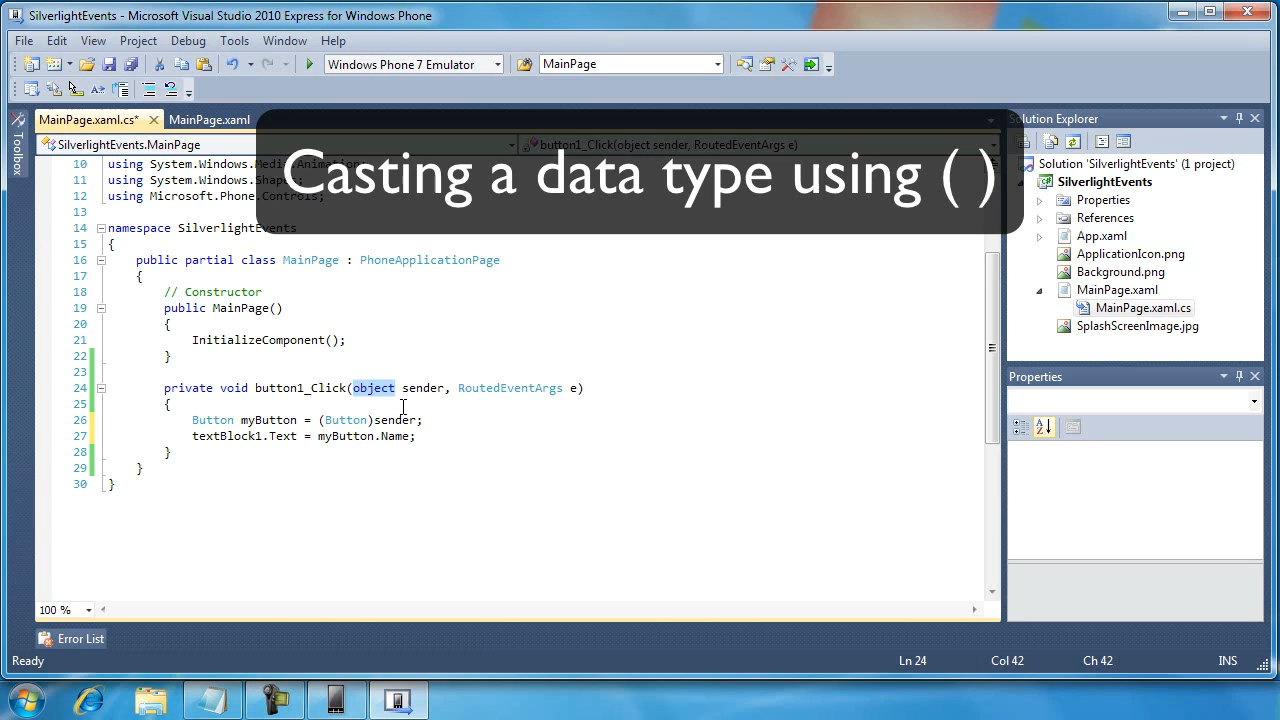 SilverlightEvents - Microsoft Visual Studio 2010 Express for Windows Phone
File Edit View Project Debug Tools Window Help
Windows Phone 7 Emulator MainPage
MainPage.xaml.cs* MainPage.xaml
SilverlightEvents.MainPage button1_Click(object sender, RoutedEventArgs e)
Casting a data type using ( )
10 using System.Windows.Media.Animation;
11 using System.Windows.Shapes;
12 using Microsoft.Phone.Controls;
13
14 namespace SilverlightEvents
15 {
16 public partial class MainPage : PhoneApplicationPage
17 {
18 // Constructor
19 public MainPage()
20 {
21 InitializeComponent();
22 }
23
24 private void button1_Click(object sender, RoutedEventArgs e)
25 {
26 Button myButton = (Button)sender;
27 textBlock1.Text = myButton.Name;
28 }
29 }
30 }
100 %
Toolbox
Solution Explorer
Solution 'SilverlightEvents' (1 project)
SilverlightEvents
Properties
References
App.xaml
ApplicationIcon.png
Background.png
MainPage.xaml
MainPage.xaml.cs
SplashScreenImage.jpg
Properties
Error List
Ready Ln 24 Col 42 Ch 42 INS